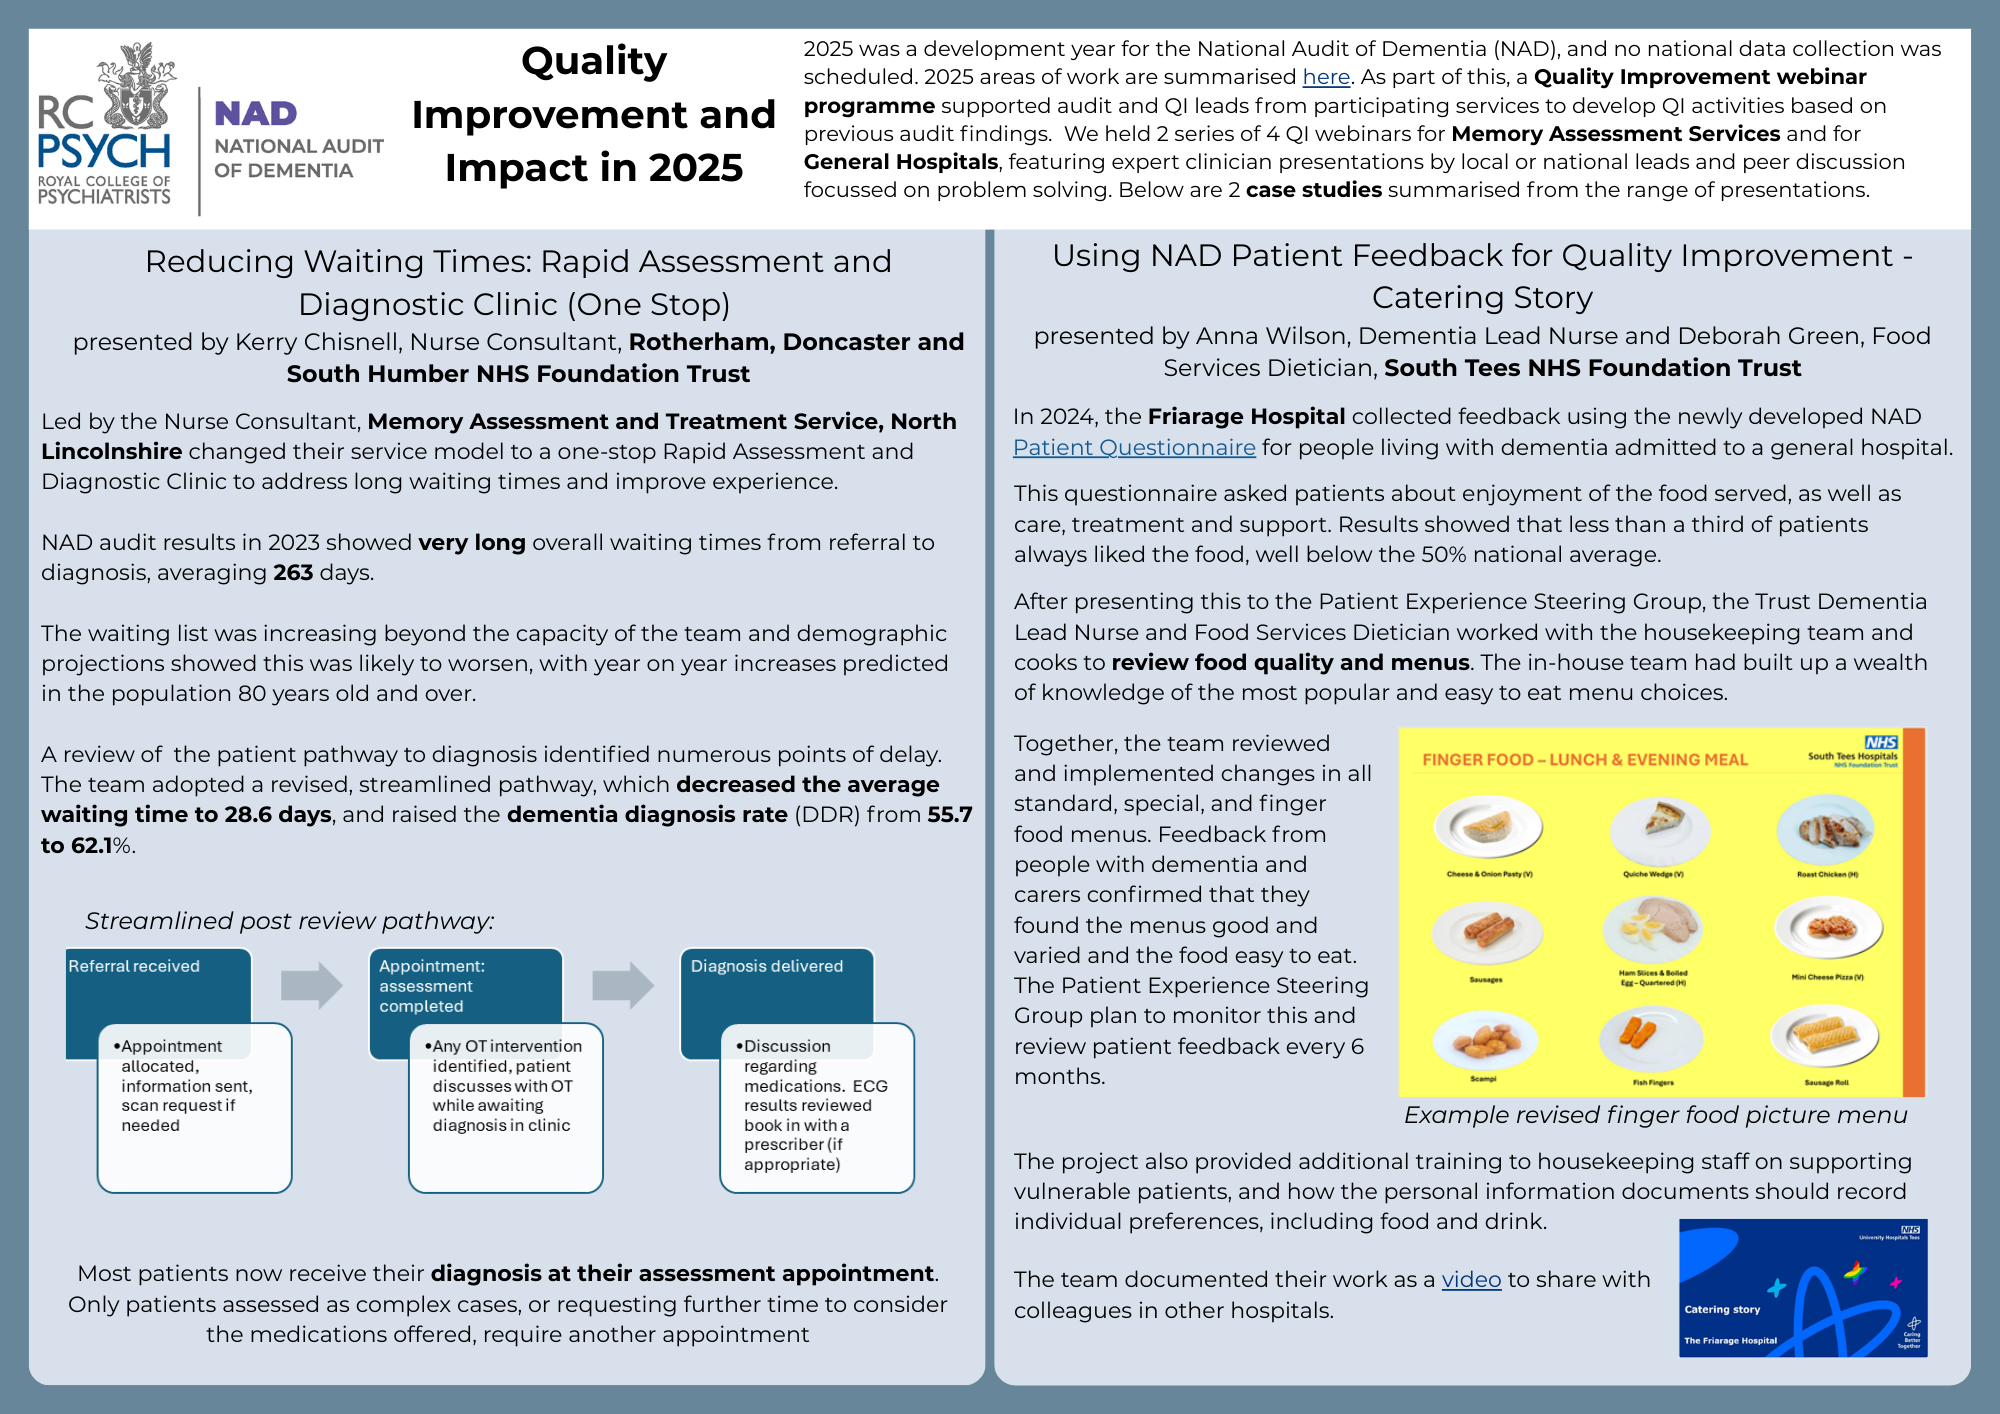 RC
PSYCH
ROYAL COLLEGE OF
PSYCHIATRISTS
NAD
NATIONAL AUDIT
OF DEMENTIA
Quality
Improvement and
Impact in 2025
2025 was a development year for the National Audit of Dementia (NAD), and no national data collection was
scheduled. 2025 areas of work are summarised here. As part of this, a Quality Improvement webinar
programme supported audit and QI leads from participating services to develop QI activities based on
previous audit findings.  We held 2 series of 4 QI webinars for Memory Assessment Services and for
General Hospitals, featuring expert clinician presentations by local or national leads and peer discussion
focussed on problem solving. Below are 2 case studies summarised from the range of presentations.
Reducing Waiting Times: Rapid Assessment and
Diagnostic Clinic (One Stop)
presented by Kerry Chisnell, Nurse Consultant, Rotherham, Doncaster and
South Humber NHS Foundation Trust
Led by the Nurse Consultant, Memory Assessment and Treatment Service, North
Lincolnshire changed their service model to a one-stop Rapid Assessment and
Diagnostic Clinic to address long waiting times and improve experience.
NAD audit results in 2023 showed very long overall waiting times from referral to
diagnosis, averaging 263 days.
The waiting list was increasing beyond the capacity of the team and demographic
projections showed this was likely to worsen, with year on year increases predicted
in the population 80 years old and over.
A review of  the patient pathway to diagnosis identified numerous points of delay.
The team adopted a revised, streamlined pathway, which decreased the average
waiting time to 28.6 days, and raised the dementia diagnosis rate (DDR) from 55.7
to 62.1%.
Streamlined post review pathway:
Referral received
•Appointment
allocated,
information sent,
scan request if
needed
Appointment:
assessment
completed
•Any OT intervention
identified, patient
discusses with OT
while awaiting
diagnosis in clinic
Diagnosis delivered
•Discussion
regarding
medications.  ECG
results reviewed
book in with a
prescriber (if
appropriate)
Most patients now receive their diagnosis at their assessment appointment.
Only patients assessed as complex cases, or requesting further time to consider
the medications offered, require another appointment
Using NAD Patient Feedback for Quality Improvement -
Catering Story
presented by Anna Wilson, Dementia Lead Nurse and Deborah Green, Food
Services Dietician, South Tees NHS Foundation Trust
In 2024, the Friarage Hospital collected feedback using the newly developed NAD
Patient Questionnaire for people living with dementia admitted to a general hospital.
This questionnaire asked patients about enjoyment of the food served, as well as
care, treatment and support. Results showed that less than a third of patients
always liked the food, well below the 50% national average.
After presenting this to the Patient Experience Steering Group, the Trust Dementia
Lead Nurse and Food Services Dietician worked with the housekeeping team and
cooks to review food quality and menus. The in-house team had built up a wealth
of knowledge of the most popular and easy to eat menu choices.
Together, the team reviewed
and implemented changes in all
standard, special, and finger
food menus. Feedback from
people with dementia and
carers confirmed that they
found the menus good and
varied and the food easy to eat.
The Patient Experience Steering
Group plan to monitor this and
review patient feedback every 6
months.
FINGER FOOD – LUNCH & EVENING MEAL
NHS
South Tees Hospitals
NHS Foundation Trust
Cheese & Onion Pasty (V)
Quiche Wedge (V)
Roast Chicken (H)
Sausages
Ham Slices & Boiled
Egg – Quartered (H)
Mini Cheese Pizza (V)
Scampi
Fish Fingers
Sausage Roll
Example revised finger food picture menu
The project also provided additional training to housekeeping staff on supporting
vulnerable patients, and how the personal information documents should record
individual preferences, including food and drink.
The team documented their work as a video to share with
colleagues in other hospitals.
NHS
University Hospitals Tees
Catering story
The Friarage Hospital
Caring
Better
Together